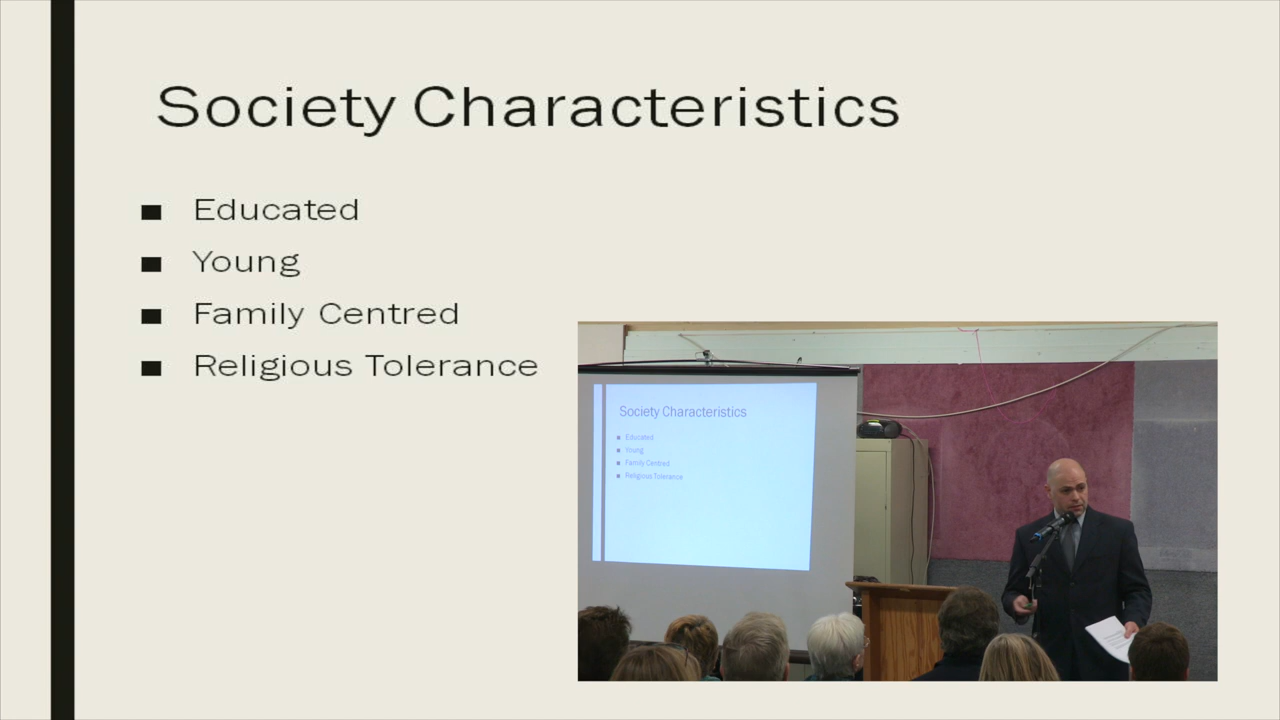 Society Characteristics
■ Educated
■ Young
■ Family Centred
■ Religious Tolerance
Society Characteristics
■ Educated
■ Young
■ Family Centred
■ Religious Tolerance